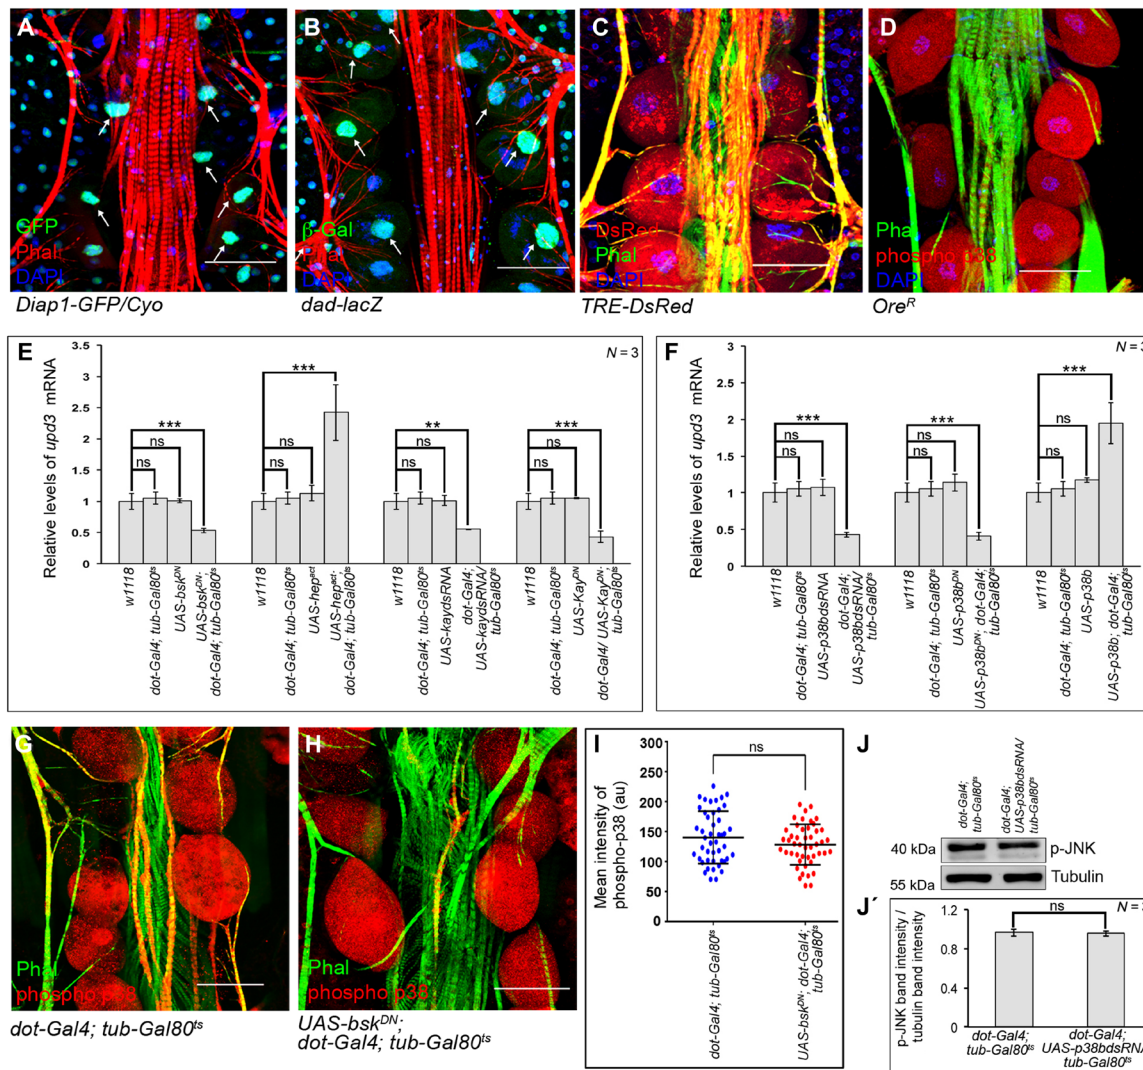 A
GFP
Phal
DAPI
Diap1-GFP/Cyo
B
β-Gal
Phal
DAPI
dad-lacZ
C
DsRed
Phal
DAPI
TRE-DsRed
D
Phal
phospho p38
DAPI
Ore^R
E
N = 3
Relative levels of upd3 mRNA
3.5
3
2.5
2
1.5
1
0.5
0
***
ns
ns
***
ns
ns
**
ns
ns
***
ns
ns
w1118
dot-Gal4; tub-Gal80^ts
UAS-bsk^DN
UAS-bsk^DN;
dot-Gal4; tub-Gal80^ts
w1118
dot-Gal4; tub-Gal80^ts
UAS-hep^act
UAS-hep^act;
dot-Gal4; tub-Gal80^ts
w1118
dot-Gal4; tub-Gal80^ts
UAS-kaydsRNA
dot-Gal4;
UAS-kaydsRNA/
tub-Gal80^ts
w1118
dot-Gal4; tub-Gal80^ts
UAS-Kay^DN
dot-Gal4/ UAS-Kay^DN;
tub-Gal80^ts
F
N = 3
Relative levels of upd3 mRNA
3
2.5
2
1.5
1
0.5
0
***
ns
ns
***
ns
ns
***
ns
ns
w1118
dot-Gal4; tub-Gal80^ts
UAS-p38bdsRNA
dot-Gal4;
UAS-p38bdsRNA/
tub-Gal80^ts
w1118
dot-Gal4; tub-Gal80^ts
UAS-p38b^DN
UAS-p38b^DN; dot-Gal4;
tub-Gal80^ts
w1118
dot-Gal4; tub-Gal80^ts
UAS-p38b
UAS-p38b; dot-Gal4;
tub-Gal80^ts
G
Phal
phospho p38
dot-Gal4; tub-Gal80^ts
H
Phal
phospho p38
UAS-bsk^DN;
dot-Gal4; tub-Gal80^ts
I
Mean intensity of
phospho-p38 (au)
300
250
200
150
100
50
0
ns
dot-Gal4; tub-Gal80^ts
UAS-bsk^DN; dot-Gal4;
tub-Gal80^ts
J
dot-Gal4;
tub-Gal80^ts
dot-Gal4;
UAS-p38bdsRNA/
tub-Gal80^ts
40 kDa
p-JNK
55 kDa
Tubulin
J´
N =
p-JNK band intensity /
tubulin band intensity
1.2
0.9
0.6
0.3
0
ns
dot-Gal4;
tub-Gal80^ts
dot-Gal4;
UAS-p38bdsRNA
tub-Gal80^ts